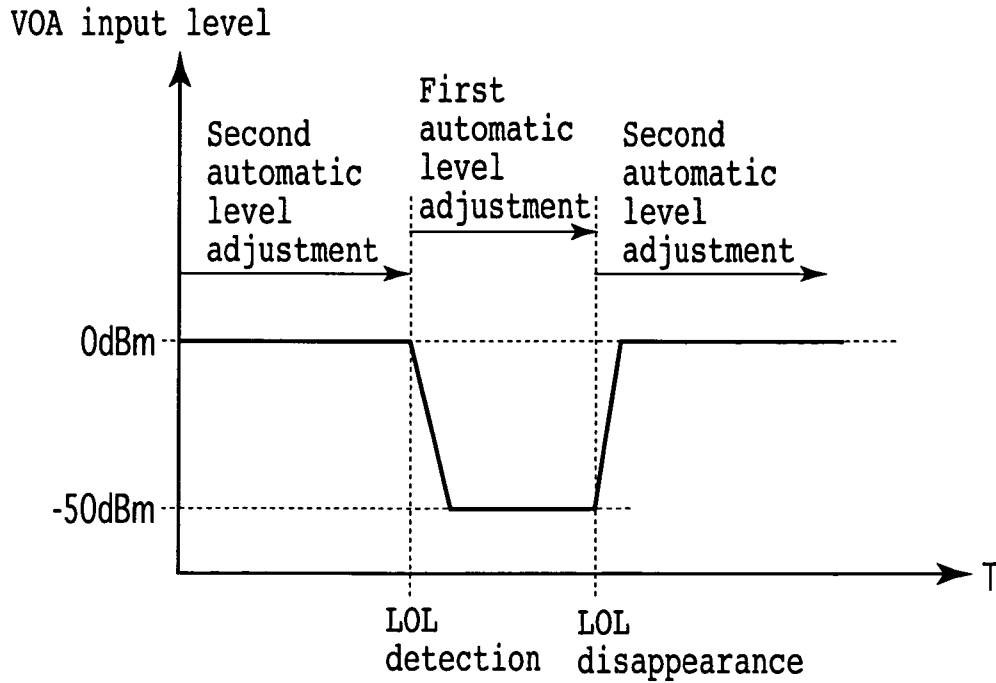 VOA input level
First
automatic
level
adjustment
Second
automatic
level
adjustment
Second
automatic
level
adjustment
0dBm
-50dBm
T
LOL
detection
LOL
disappearance